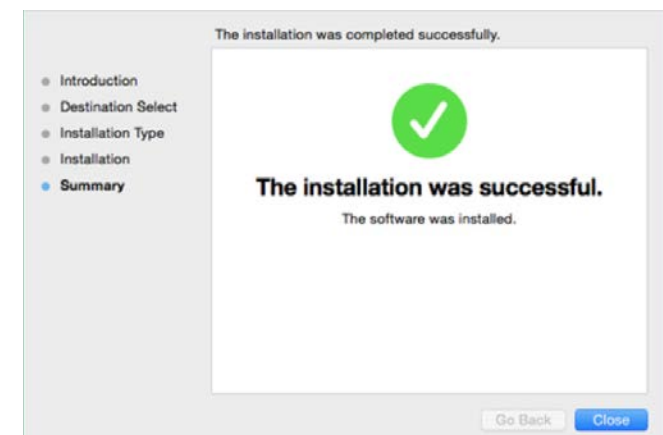 The installation was completed successfully.
Introduction
Destination Select
Installation Type
Installation
Summary
The installation was successful.
The software was installed.
Go Back
Close